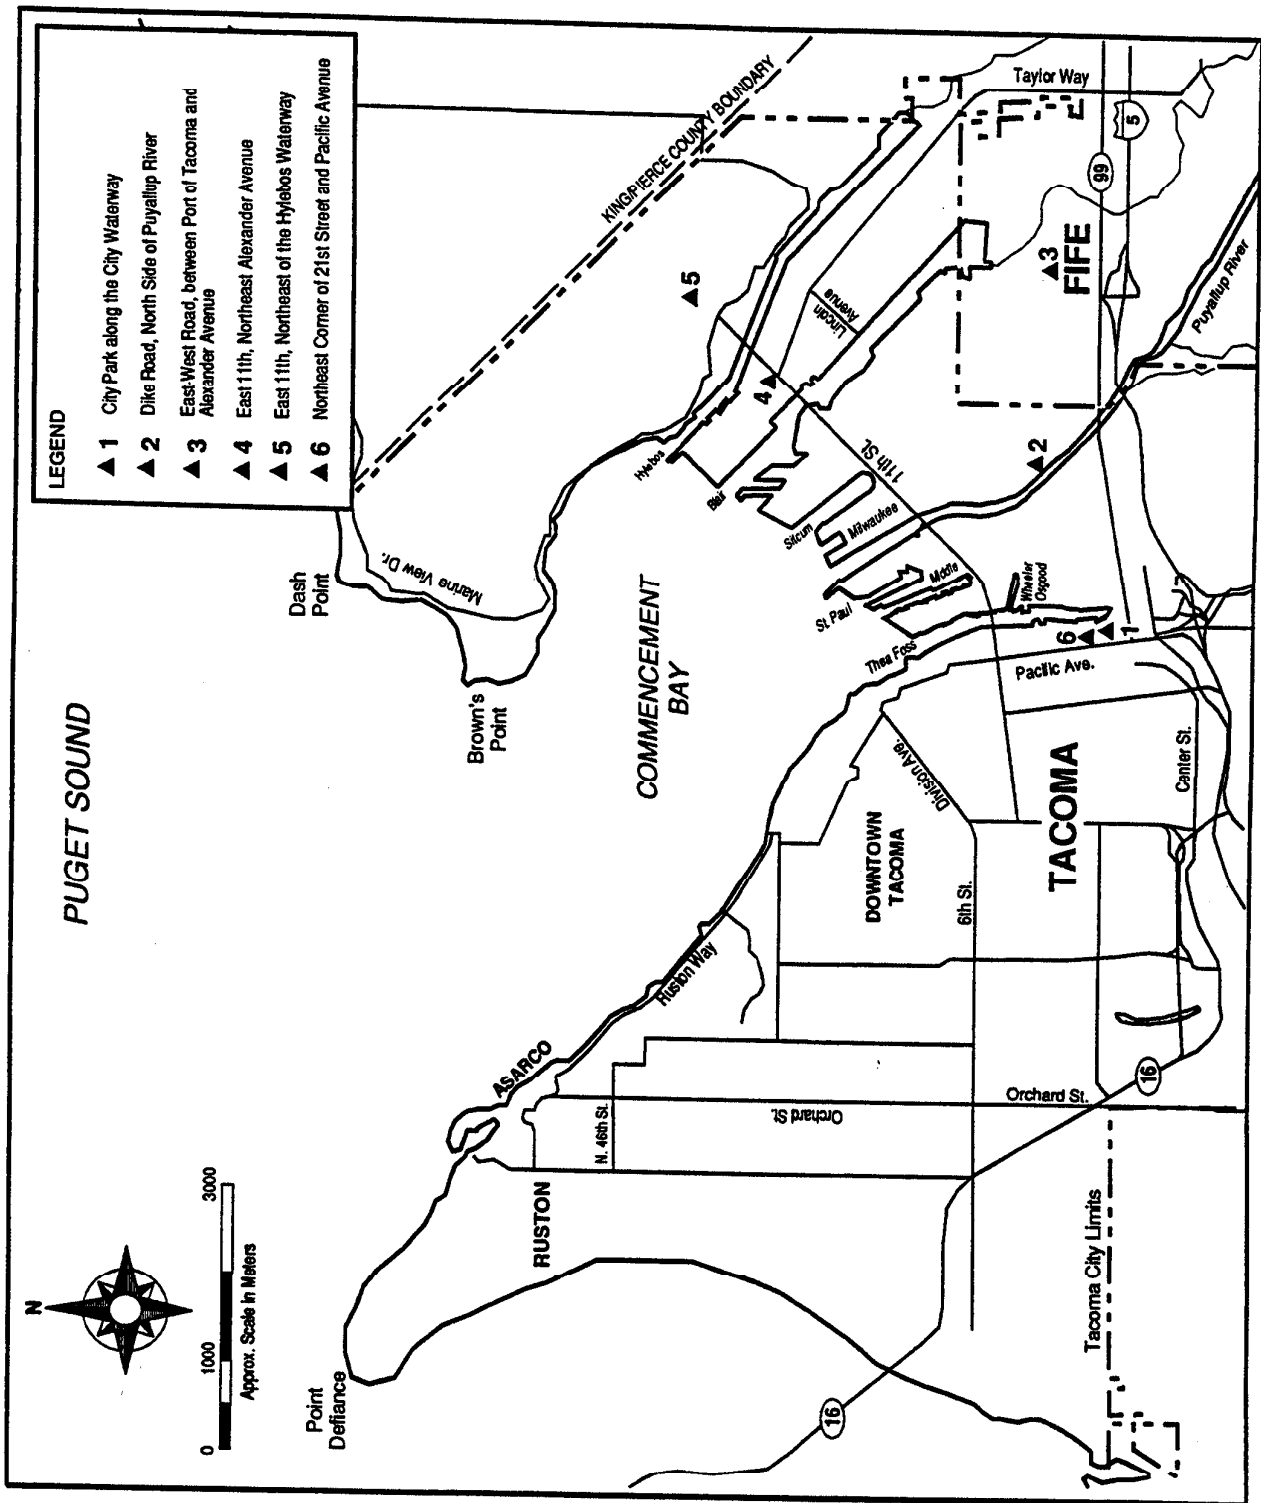 PUGET SOUND
LEGEND
▲ 1 City Park along the City Waterway
▲ 2 Dike Road, North Side of Puyallup River
▲ 3 East-West Road, between Port of Tacoma and
Alexander Avenue
▲ 4 East 11th, Northeast Alexander Avenue
▲ 5 East 11th, Northeast of the Hylebos Waterway
▲ 6 Northeast Corner of 21st Street and Pacific Avenue
N
0 1000 3000
Approx. Scale in Meters
Point
Defiance
Dash
Point
Marine View Dr.
Brown's
Point
KING/PIERCE COUNTY BOUNDARY
COMMENCEMENT
BAY
ASARCO
RUSTON
Ruston Way
N. 46th St.
Orchard St.
Orchard St.
Hylebos
Blair
Sitcum
Milwaukee
St. Paul
Middle
Wheeler
Osgood
Thea Foss
▲ 5
4 ▲
11th St.
Lincoln
Avenue
Taylor Way
▲ 3
FIFE
99
5
▲ 2
Puyallup River
6 ▲
▲ 1
Pacific Ave.
Division Ave.
DOWNTOWN
TACOMA
6th St.
TACOMA
Center St.
16
16
Tacoma City Limits